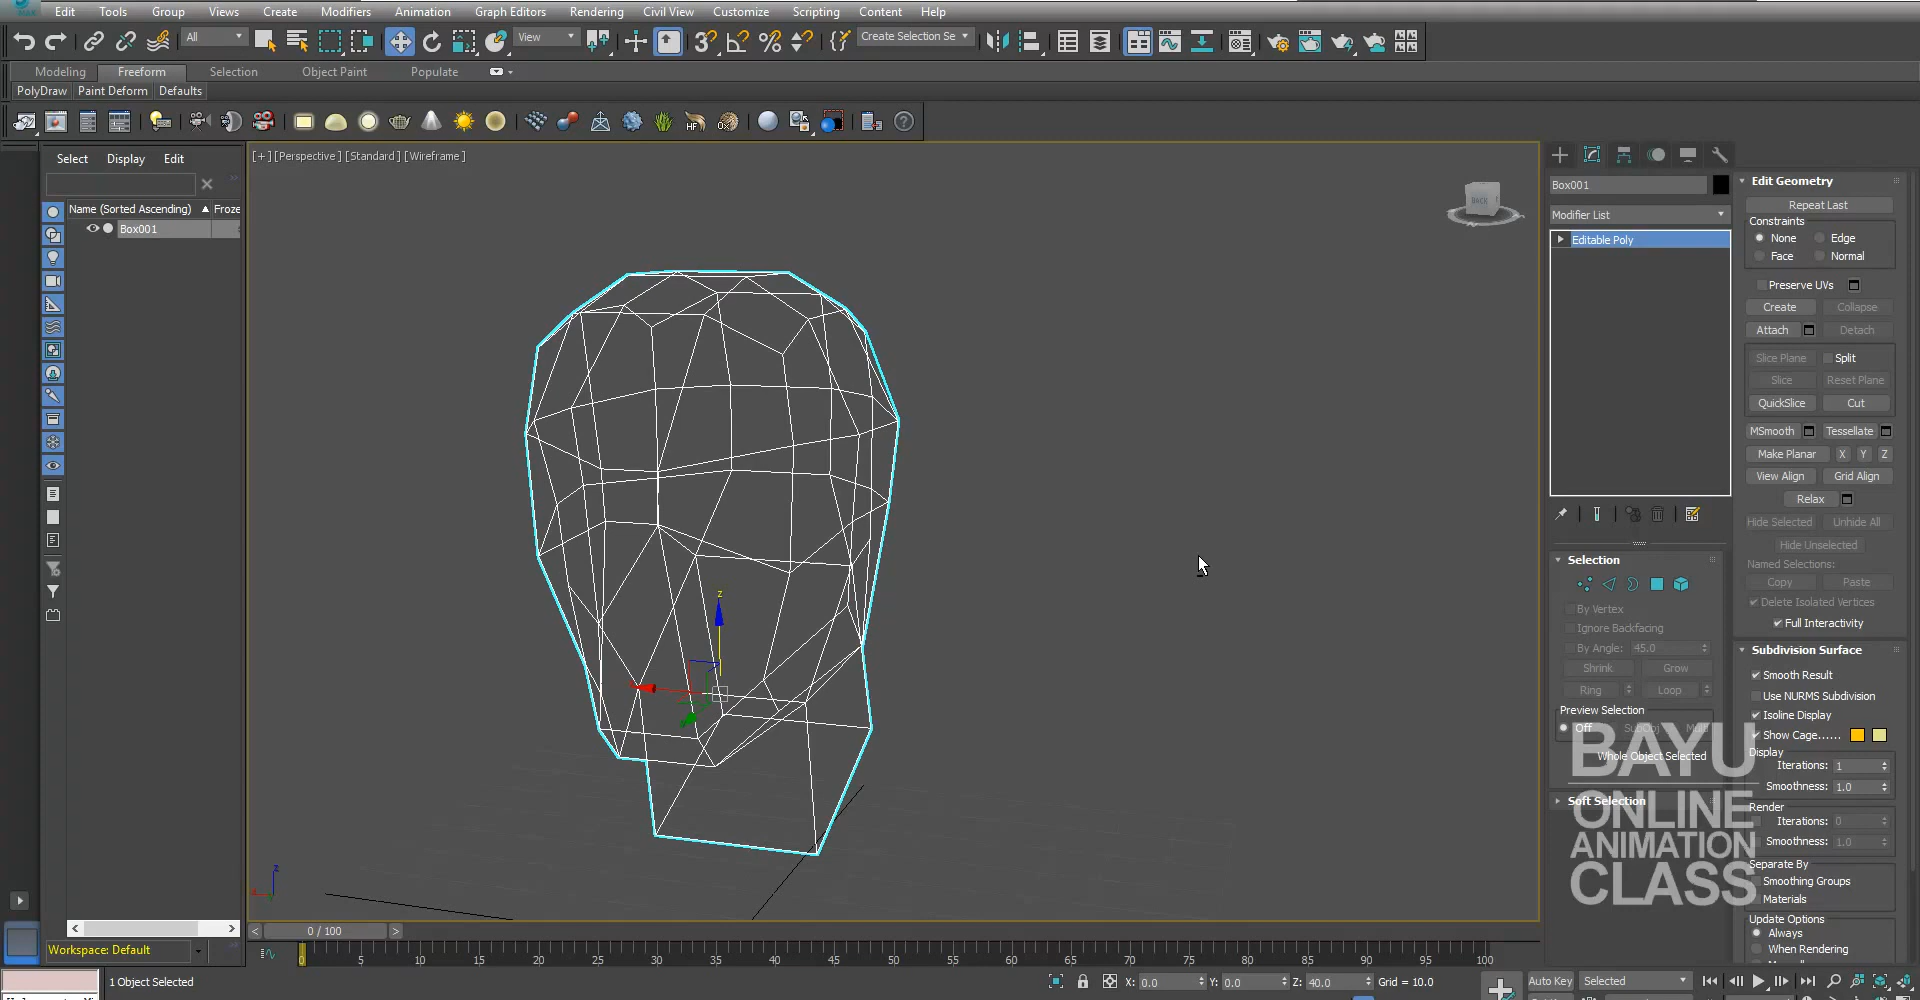 Edit Tools Group Views Create Modifiers Animation Graph Editors Rendering Civil View Customize Scripting Content Help
All View Create Selection Se
Modeling Freeform Selection Object Paint Populate
PolyDraw Paint Deform Defaults
Select Display Edit
Name (Sorted Ascending) Froze
Box001
[+] [Perspective] [Standard] [Wireframe]
BACK
z
z
Box001
Modifier List
Editable Poly
Selection
By Vertex
Ignore Backfacing
By Angle: 45.0
Shrink Grow
Ring Loop
Preview Selection
Off SubObj
Whole Object Selected
Soft Selection
Edit Geometry
Repeat Last
Constraints
None Edge
Face Normal
Preserve UVs
Create Collapse
Attach Detach
Slice Plane Split
Slice Reset Plane
QuickSlice Cut
MSmooth Tessellate
Make Planar X Y Z
View Align Grid Align
Relax
Hide Selected Unhide All
Hide Unselected
Named Selections:
Copy Paste
Delete Isolated Vertices
Full Interactivity
Subdivision Surface
Smooth Result
Use NURMS Subdivision
Isoline Display
Show Cage......
Display
Iterations: 1
Smoothness: 1.0
Render
Iterations: 0
Smoothness: 1.0
Separate By
Smoothing Groups
Materials
Update Options
Always
When Rendering
BAYU
ONLINE
ANIMATION
CLASS
< 0 / 100 >
Workspace: Default
0 5 10 15 20 25 30 35 40 45 50 55 60 65 70 75 80 85 90 95 100
1 Object Selected
X: 0.0 Y: 0.0 Z: 40.0 Grid = 10.0
Auto Key Selected